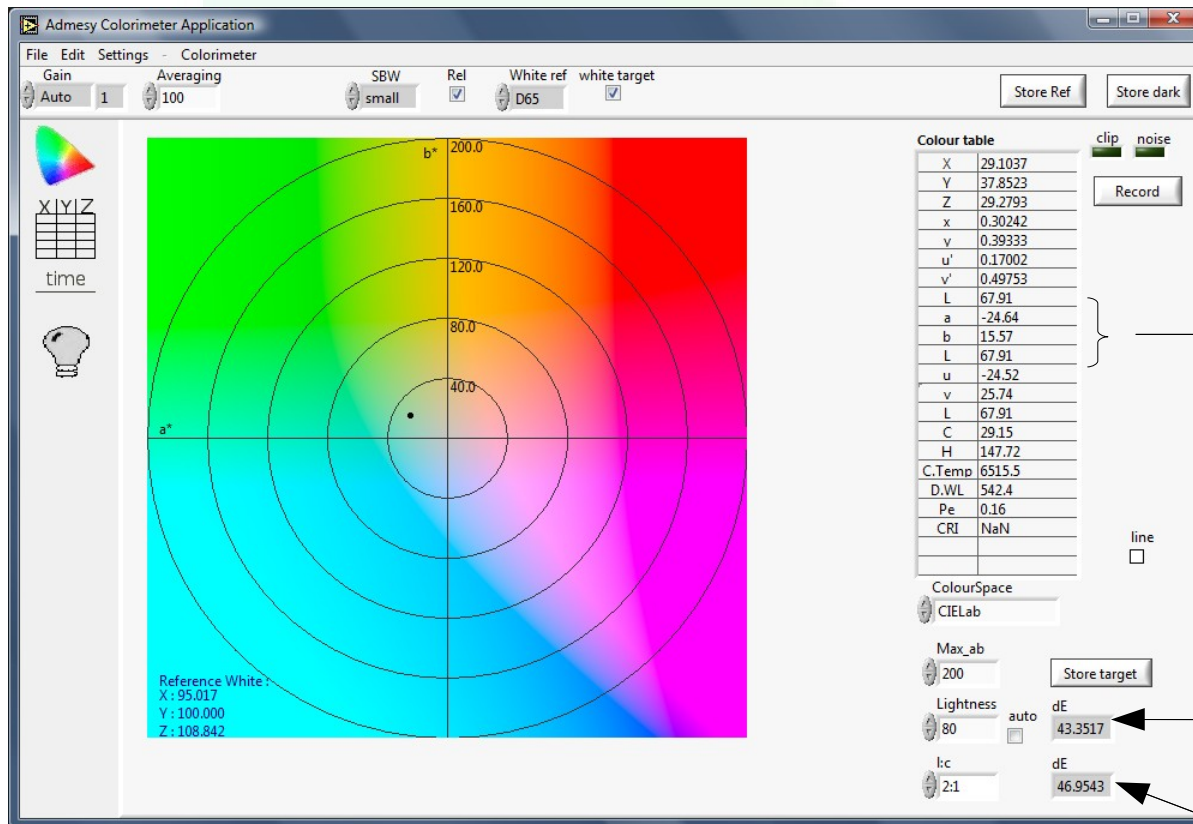 Admesy Colorimeter Application
File Edit Settings - Colorimeter
Gain Averaging SBW Rel White ref white target
Auto 1 100 small D65 Store Ref Store dark
X|Y|Z
time
b*
200.0
160.0
120.0
80.0
40.0
a*
Reference White :
X : 95.017
Y : 100.000
Z : 108.842
Colour table
X 29.1037
Y 37.8523
Z 29.2793
x 0.30242
y 0.39333
u' 0.17002
v' 0.49753
L 67.91
a -24.64
b 15.57
L 67.91
u -24.52
v 25.74
L 67.91
C 29.15
H 147.72
C.Temp 6515.5
D.WL 542.4
Pe 0.16
CRI NaN
clip noise
Record
line
ColourSpace
CIELab
Max_ab
200 Store target
Lightness auto dE
80 43.3517
l:c dE
2:1 46.9543